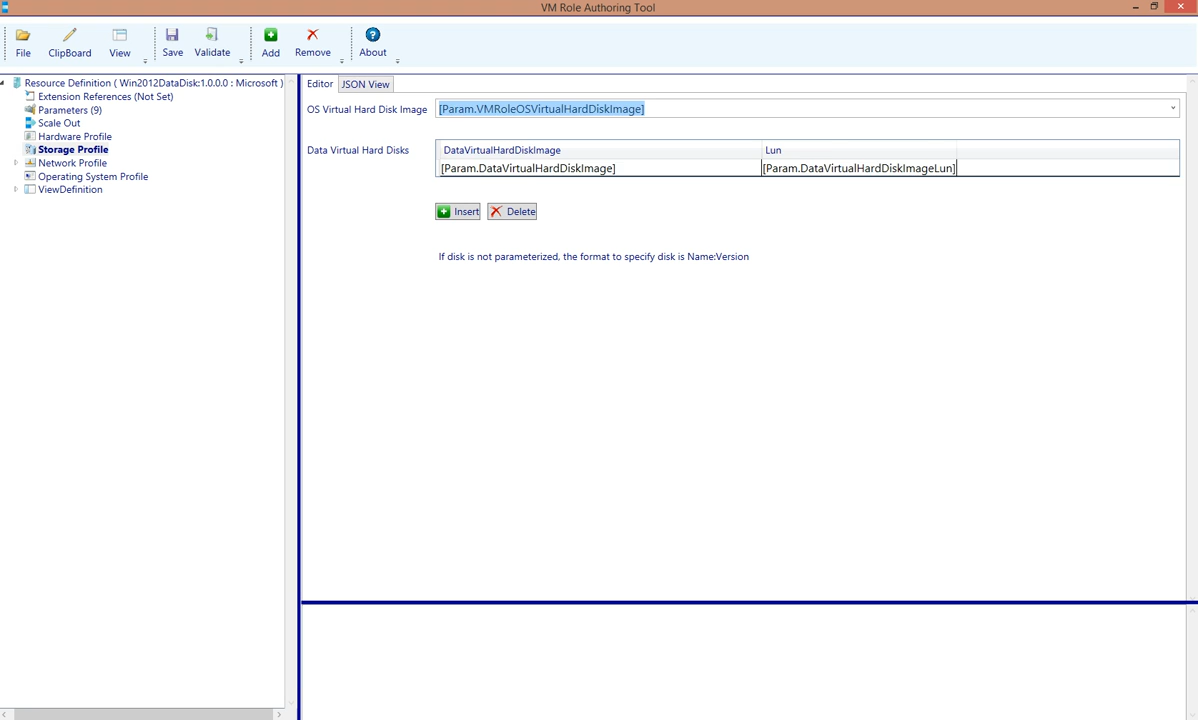 VM Role Authoring Tool
File ClipBoard View Save Validate Add Remove About
Resource Definition ( Win2012DataDisk:1.0.0.0 : Microsoft )
Extension References (Not Set)
Parameters (9)
Scale Out
Hardware Profile
Storage Profile
Network Profile
Operating System Profile
ViewDefinition
Editor JSON View
OS Virtual Hard Disk Image [Param.VMRoleOSVirtualHardDiskImage]
Data Virtual Hard Disks DataVirtualHardDiskImage Lun
[Param.DataVirtualHardDiskImage] [Param.DataVirtualHardDiskImageLun]
Insert Delete
If disk is not parameterized, the format to specify disk is Name:Version